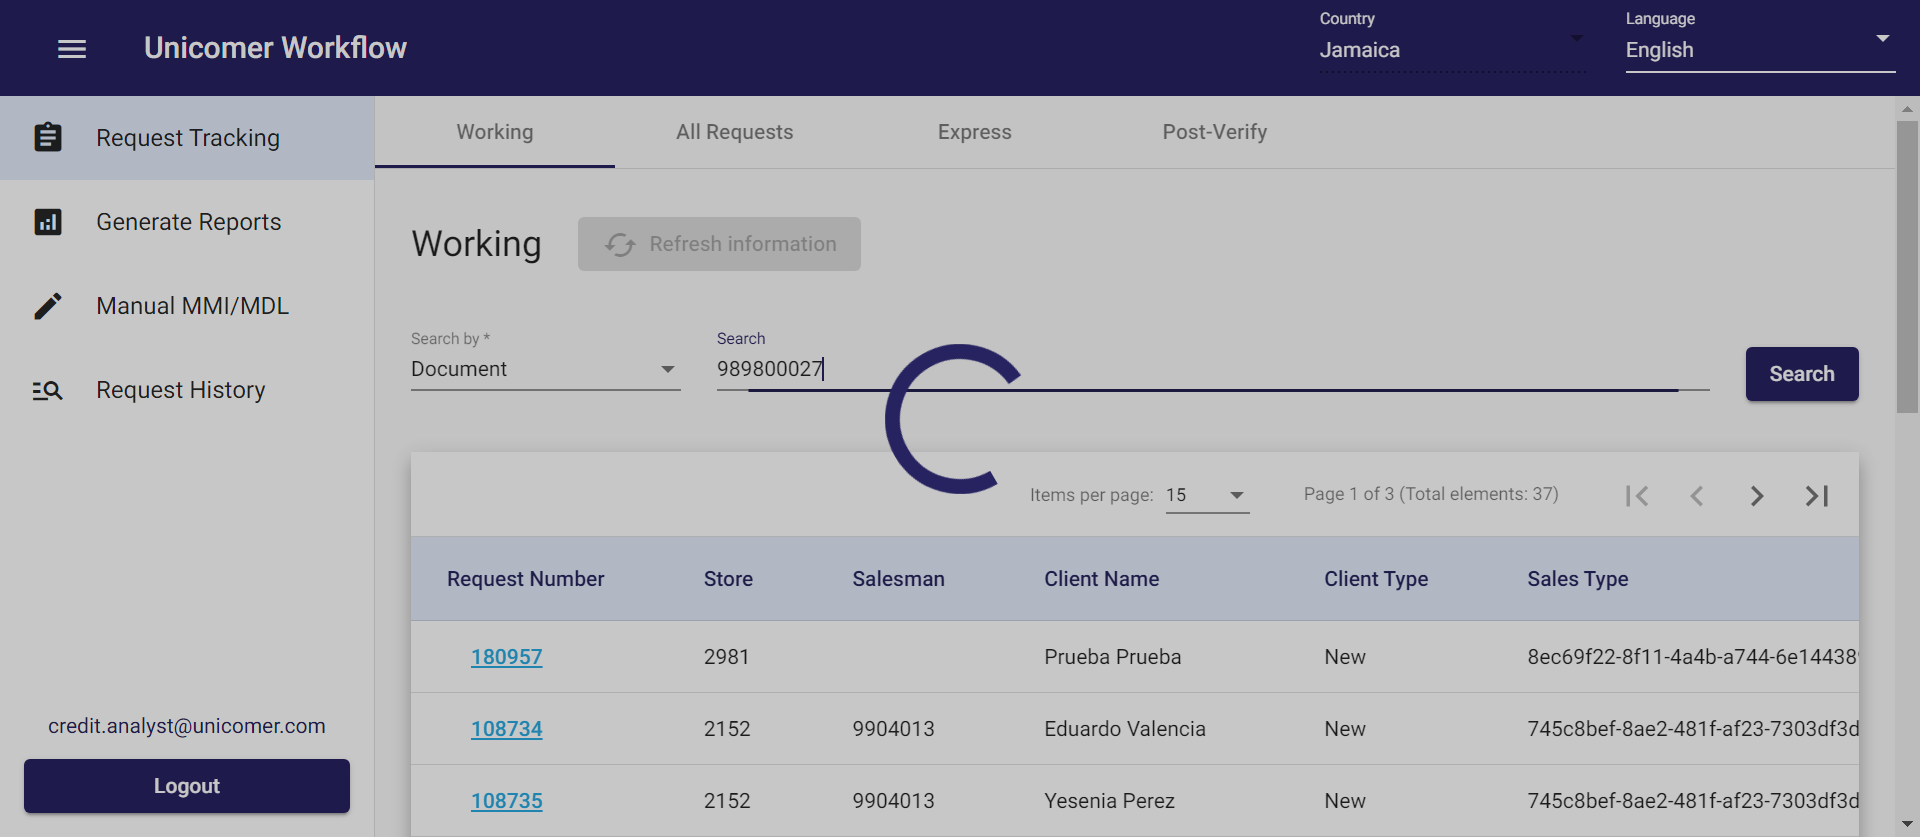 Unicomer Workflow
Country
Jamaica
Language
English
Request Tracking
Generate Reports
Manual MMI/MDL
Request History
credit.analyst@unicomer.com
Logout
Working
All Requests
Express
Post-Verify
Working
Refresh information
Search by *
Document
Search
989800027
Search
Items per page: 15
Page 1 of 3 (Total elements: 37)
Request Number Store Salesman Client Name Client Type Sales Type
180957 2981 Prueba Prueba New 8ec69f22-8f11-4a4b-a744-6e14438
108734 2152 9904013 Eduardo Valencia New 745c8bef-8ae2-481f-af23-7303df3d
108735 2152 9904013 Yesenia Perez New 745c8bef-8ae2-481f-af23-7303df3d